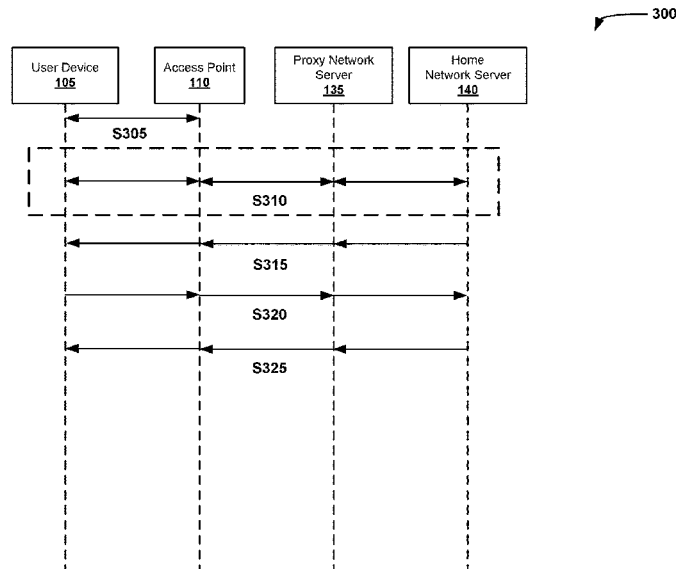 300
User Device
105
Access Point
110
Proxy Network
Server
135
Home
Network Server
140
S305
S310
S315
S320
S325